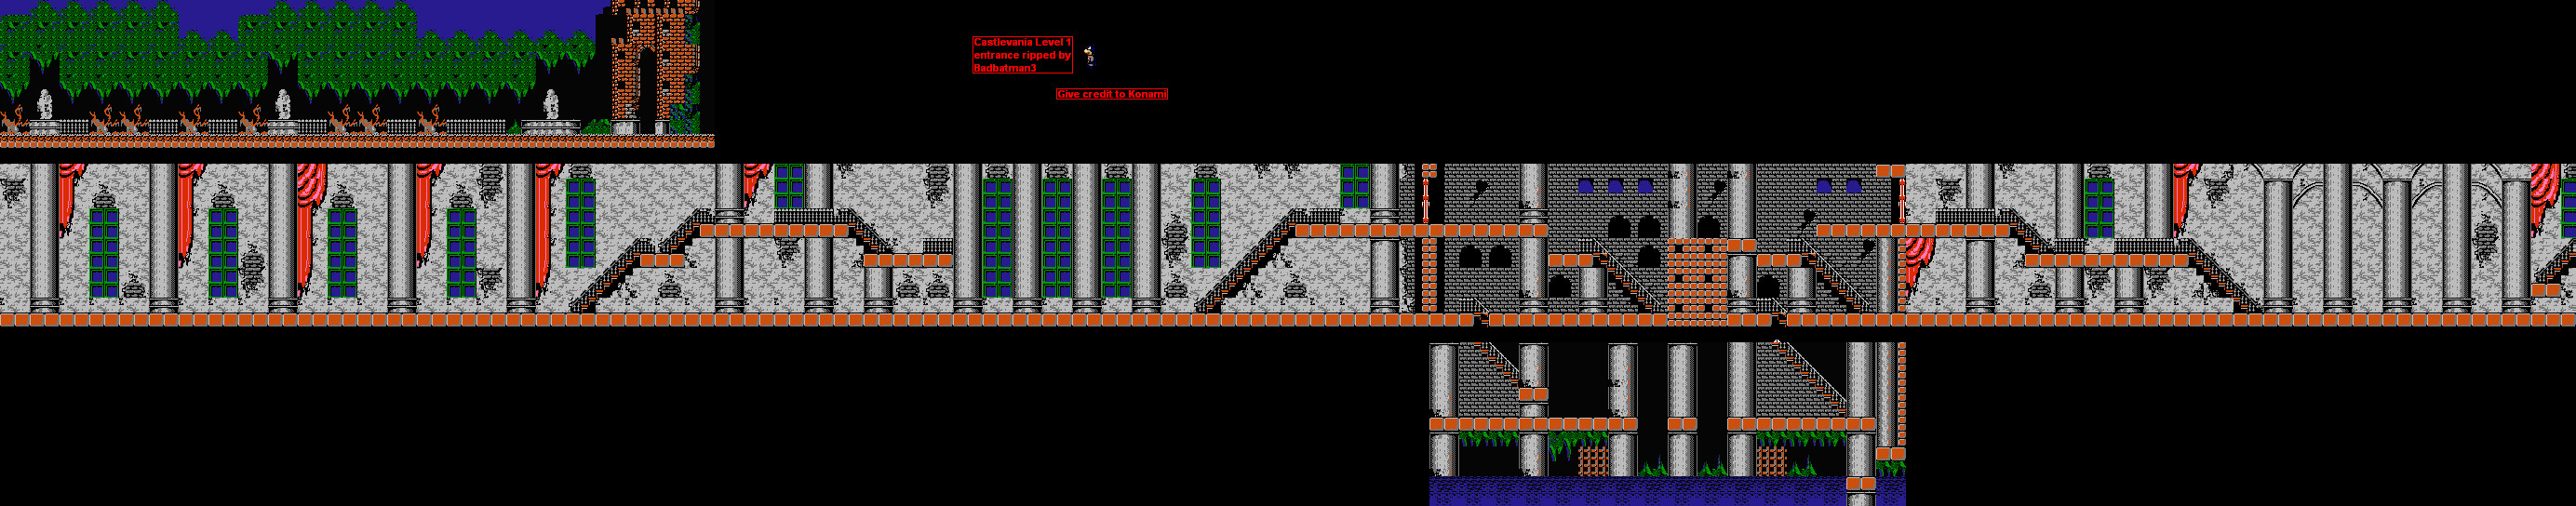 Castlevania Level 1
entrance ripped by
Badbatman3
Give credit to Konami